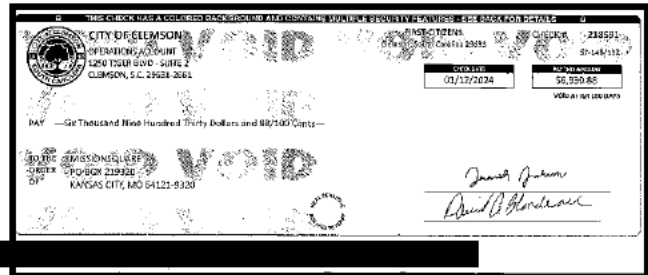 THIS CHECK HAS A COLORED BACKGROUND AND CONTAINS MULTIPLE SECURITY FEATURES - SEE BACK FOR DETAILS
CITY OF CLEMSON
OPERATIONS ACCOUNT
1250 TIGER BLVD - SUITE 2
CLEMSON, S.C. 29631-2661
FIRST CITIZENS
CHECK #
CHECK DATE
01/12/2024
PAY THIS AMOUNT
$6,930.88
VOID AFTER 180 DAYS
VOID
PAY —Six Thousand Nine Hundred Thirty Dollars and 88/100 Cents—
TO THE ORDER OF
MISSIONSQUARE
PO BOX 219320
KANSAS CITY, MO 64121-9320
VOID VOID